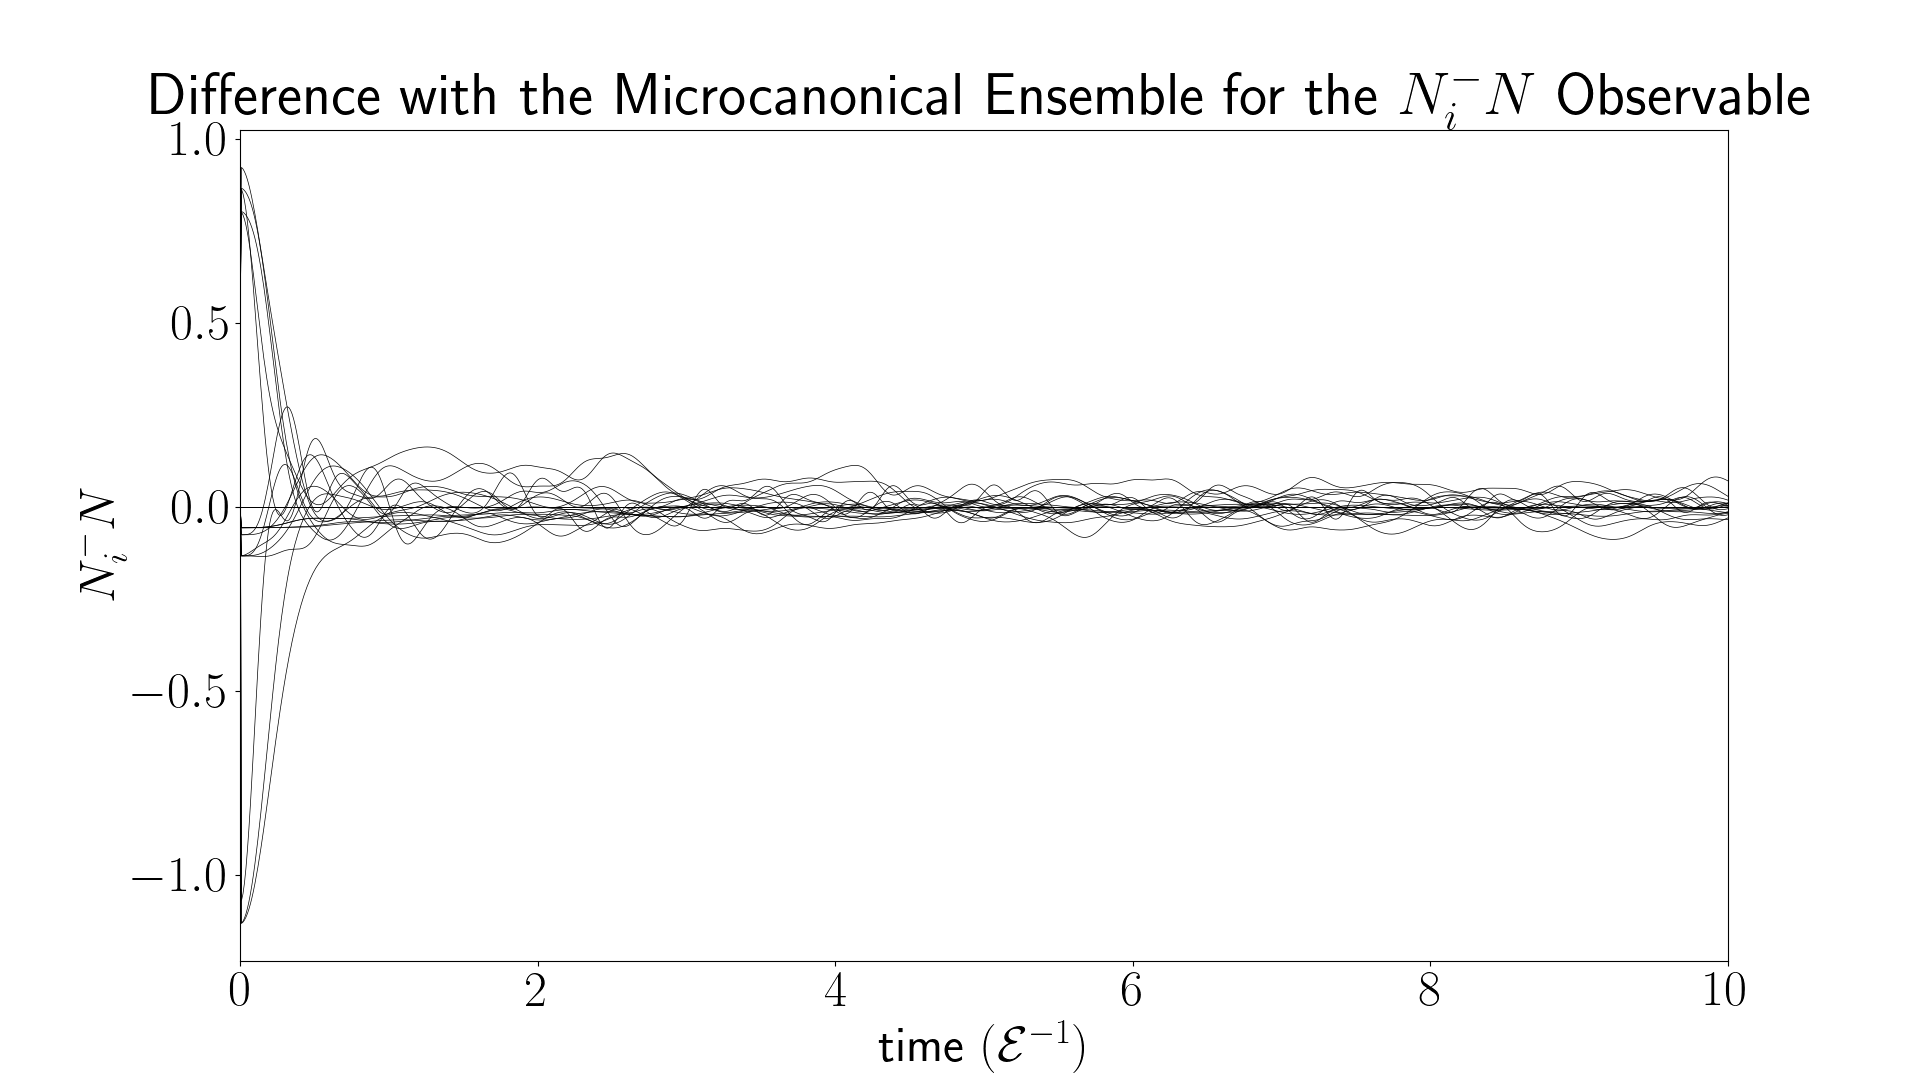 Difference with the Microcanonical Ensemble for the $N_i^- N$ Observable
1.0
0.5
0.0
−0.5
−1.0
$N_i^- N$
0 2 4 6 8 10
time ($\mathcal{E}^{-1}$)